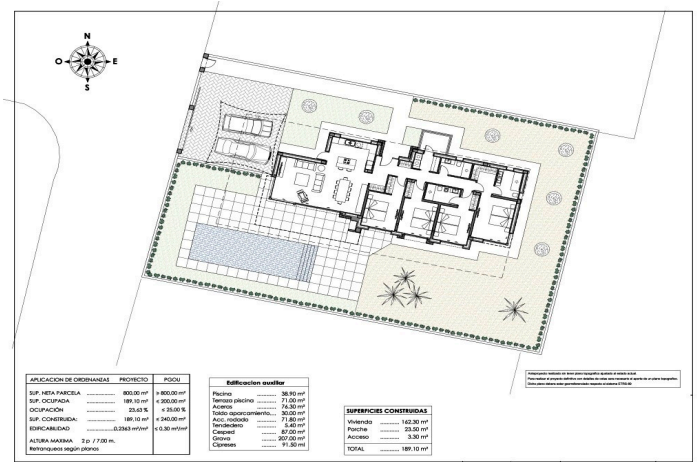 N
O E
S
APLICACION DE ORDENANZAS PROYECTO PGOU
SUP. NETA PARCELA .................. 800,00 m² ≥ 800,00 m²
SUP. OCUPADA .................. 189.10 m² ≤ 200,00 m²
OCUPACIÓN .................. 23,63 % ≤ 25,00 %
SUP. CONSTRUIDA: .................. 189.10 m² ≤ 240,00 m²
EDIFICABILIDAD .................. 0,2363 m²/m² ≤ 0,30 m²/m²
ALTURA MAXIMA 2 p / 7.00 m.
Retranqueos según planos
Edificacion auxiliar
Piscina .......... 38.90 m²
Terraza piscina .......... 71.00 m²
Aceros .......... 76.30 m²
Toldo aparcamiento.... 30.00 m²
Acc. rodado .......... 71.80 m²
Tendedero .......... 5.40 m²
Cesped .......... 87.00 m²
Grava .......... 207.00 m²
Cipreses .......... 91.50 ml
SUPERFICIES CONSTRUIDAS
Vivienda .......... 162.30 m²
Porche .......... 23.50 m²
Acceso .......... 3.30 m²
TOTAL .......... 189.10 m²